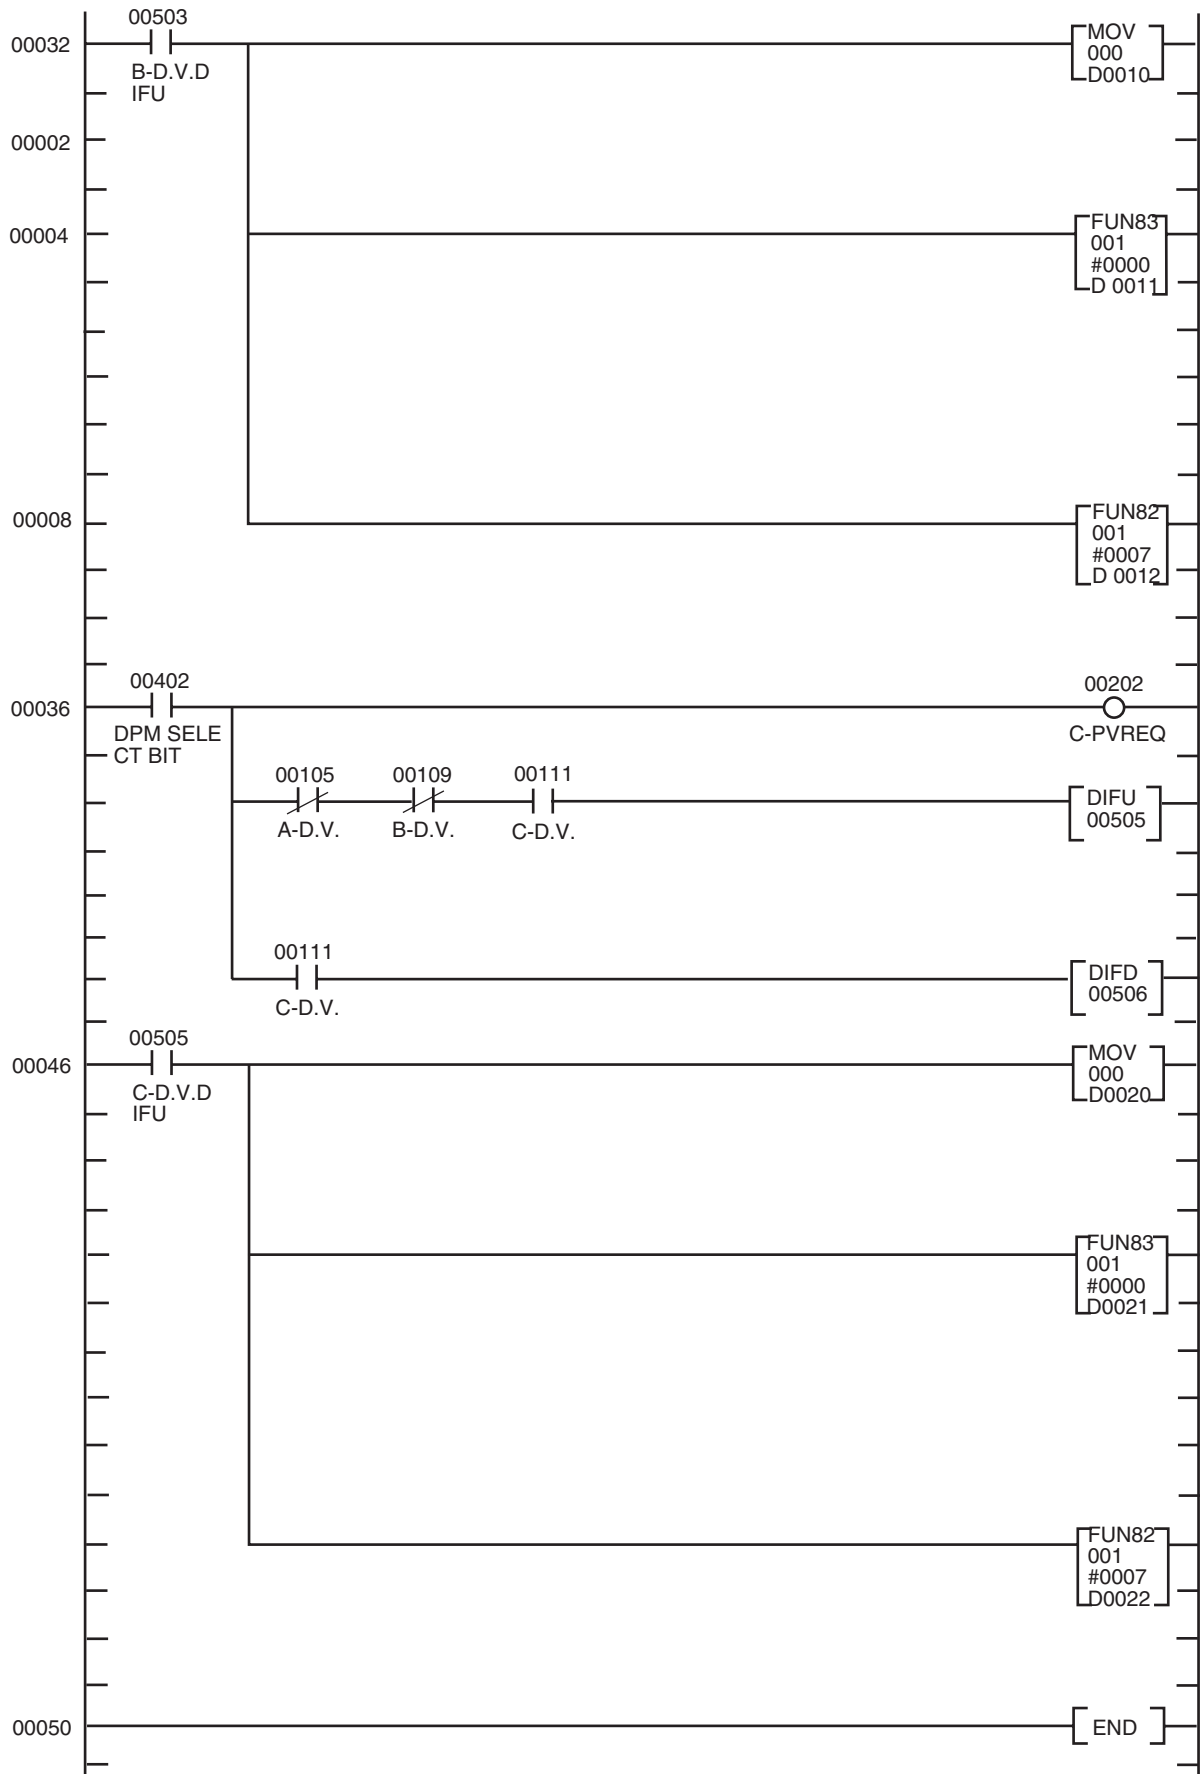 00503
00032
B-D.V.D
IFU
MOV
000
D0010
00002
00004
FUN83
001
#0000
D 0011
00008
FUN82
001
#0007
D 0012
00402
00036
DPM SELE
CT BIT
00202
C-PVREQ
00105
A-D.V.
00109
B-D.V.
00111
C-D.V.
DIFU
00505
00111
C-D.V.
DIFD
00506
00505
00046
C-D.V.D
IFU
MOV
000
D0020
FUN83
001
#0000
D0021
FUN82
001
#0007
D0022
00050
END